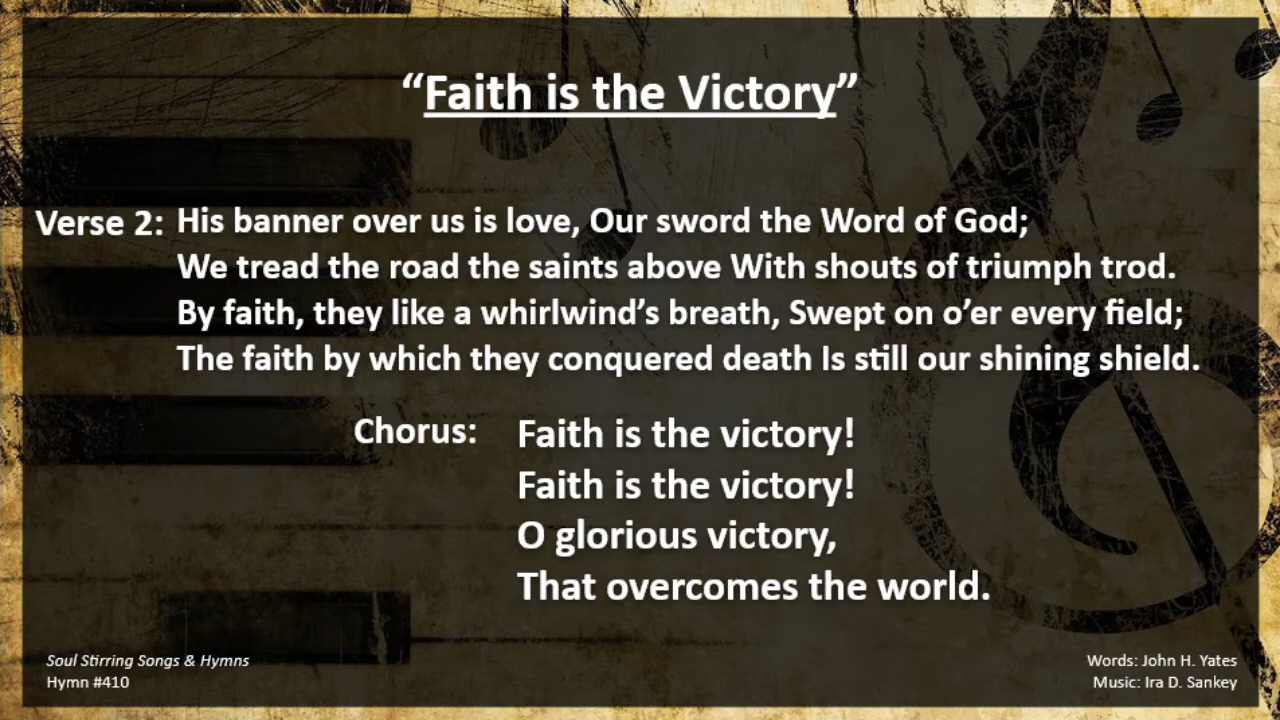 “Faith is the Victory”
Verse 2: His banner over us is love, Our sword the Word of God;
We tread the road the saints above With shouts of triumph trod.
By faith, they like a whirlwind’s breath, Swept on o’er every field;
The faith by which they conquered death Is still our shining shield.
Chorus: Faith is the victory!
Faith is the victory!
O glorious victory,
That overcomes the world.
Soul Stirring Songs & Hymns
Hymn #410
Words: John H. Yates
Music: Ira D. Sankey